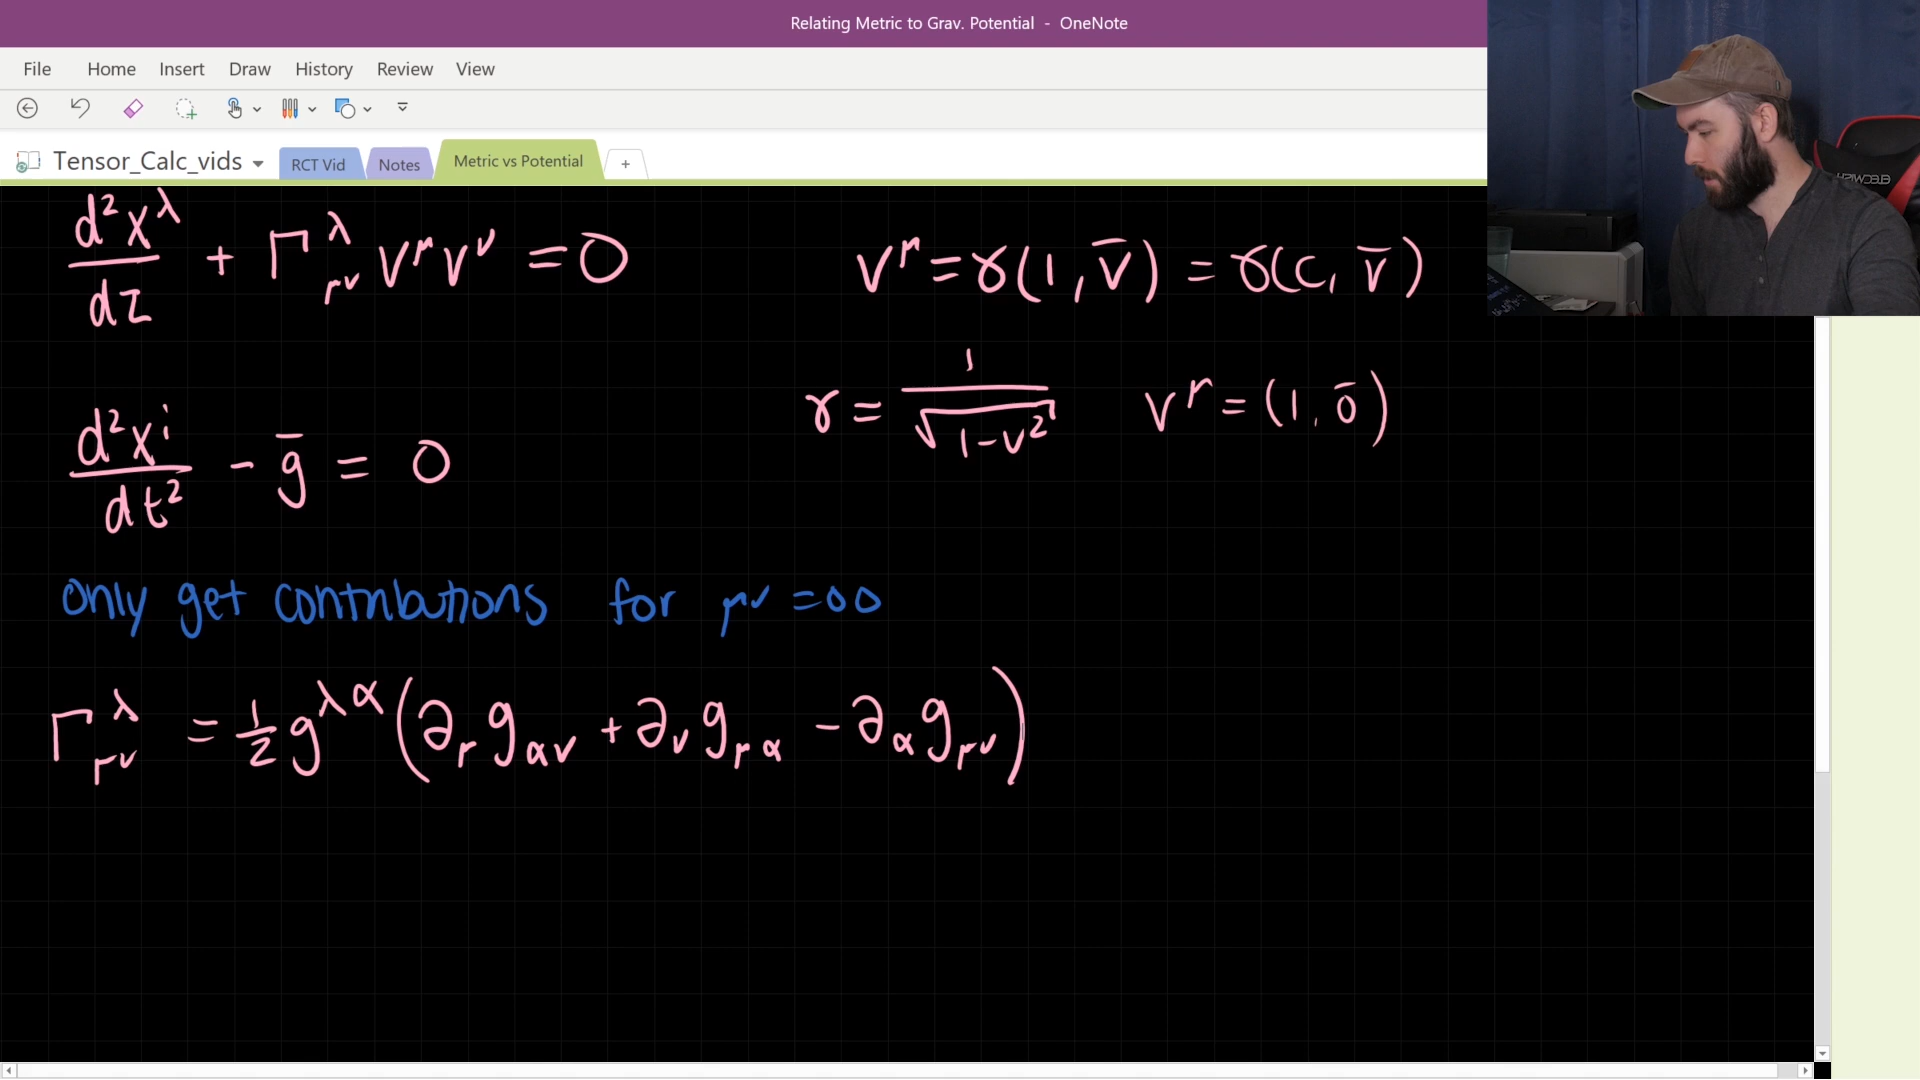 Relating Metric to Grav. Potential - OneNote
File Home Insert Draw History Review View
Tensor_Calc_vids RCT Vid Notes Metric vs Potential +
d²x^λ/dτ + Γ^λ_μν v^μ v^ν = 0
v^μ = γ(1, v̄) = γ(c, v̄)
γ = 1/√(1-v²) v^μ = (1, 0̄)
d²x^i/dt² - ḡ = 0
only get contributions for μν = 00
Γ^λ_μν = ½ g^λα (∂_μ g_αν + ∂_ν g_μα - ∂_α g_μν)